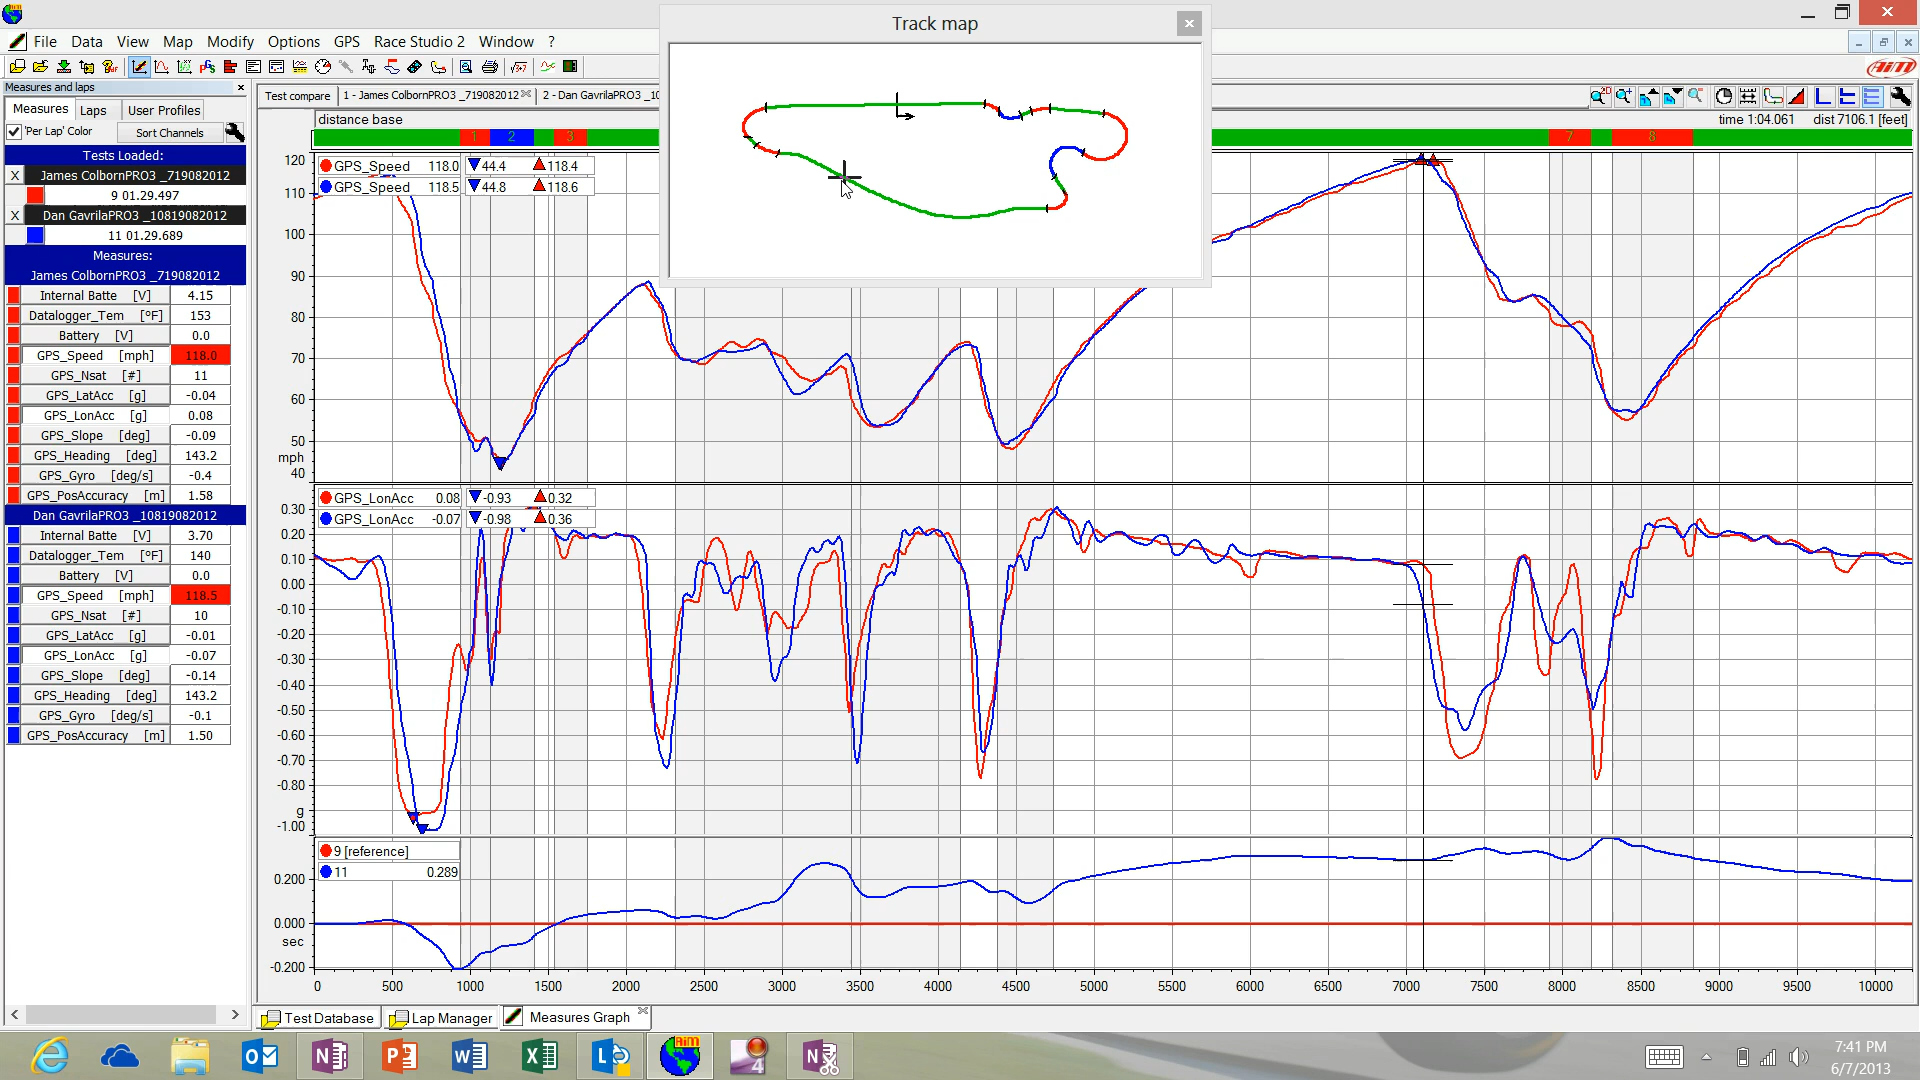 Track map
File Data View Map Modify Options GPS Race Studio 2 Window ?
AiM
Measures and laps
Measures Laps User Profiles
'Per Lap' Color Sort Channels
Tests Loaded:
X James ColbornPRO3 _719082012
9 01.29.497
X Dan GavrilaPRO3 _10819082012
11 01.29.689
Measures:
James ColbornPRO3 _719082012
Internal Batte [V] 4.15
Datalogger_Tem [ºF] 153
Battery [V] 0.0
GPS_Speed [mph] 118.0
GPS_Nsat [#] 11
GPS_LatAcc [g] -0.04
GPS_LonAcc [g] 0.08
GPS_Slope [deg] -0.09
GPS_Heading [deg] 143.2
GPS_Gyro [deg/s] -0.4
GPS_PosAccuracy [m] 1.58
Dan GavrilaPRO3 _10819082012
Internal Batte [V] 3.70
Datalogger_Tem [ºF] 140
Battery [V] 0.0
GPS_Speed [mph] 118.5
GPS_Nsat [#] 10
GPS_LatAcc [g] -0.01
GPS_LonAcc [g] -0.07
GPS_Slope [deg] -0.14
GPS_Heading [deg] 143.2
GPS_Gyro [deg/s] -0.1
GPS_PosAccuracy [m] 1.50
Test compare 1 - James ColbornPRO3 _719082012 2 - Dan GavrilaPRO3 _10
distance base time 1:04.061 dist 7106.1 [feet]
1 2 3 7 8
GPS_Speed 118.0 44.4 118.4
GPS_Speed 118.5 44.8 118.6
120
110
100
90
80
70
60
50
mph
40
GPS_LonAcc 0.08 -0.93 0.32
GPS_LonAcc -0.07 -0.98 0.36
0.30
0.20
0.10
0.00
-0.10
-0.20
-0.30
-0.40
-0.50
-0.60
-0.70
-0.80
g
-1.00
9 [reference]
11 0.289
0.200
0.000
sec
-0.200
0 500 1000 1500 2000 2500 3000 3500 4000 4500 5000 5500 6000 6500 7000 7500 8000 8500 9000 9500 10000
Test Database Lap Manager Measures Graph
7:41 PM
6/7/2013